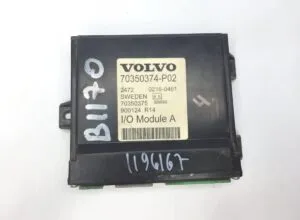 VOLVO
70350374-P02
2472 0216-0461
SWEDEN
70350375
900124 R14
I/O Module A
B1170
1196167